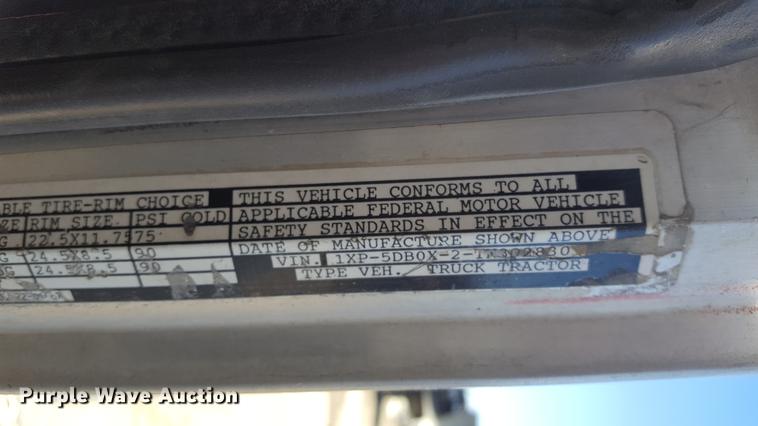 BLE TIRE-RIM CHOICE
ZE RIM SIZE PSI COLD
G 22.5X11.75 75
G 24.5X8.5 90
G 24.5X8.5 90
THIS VEHICLE CONFORMS TO ALL
APPLICABLE FEDERAL MOTOR VEHICLE
SAFETY STANDARDS IN EFFECT ON THE
DATE OF MANUFACTURE SHOWN ABOVE
VIN. 1XP-5DB0X-2-TN302830
TYPE VEH. TRUCK TRACTOR
Purple Wave Auction